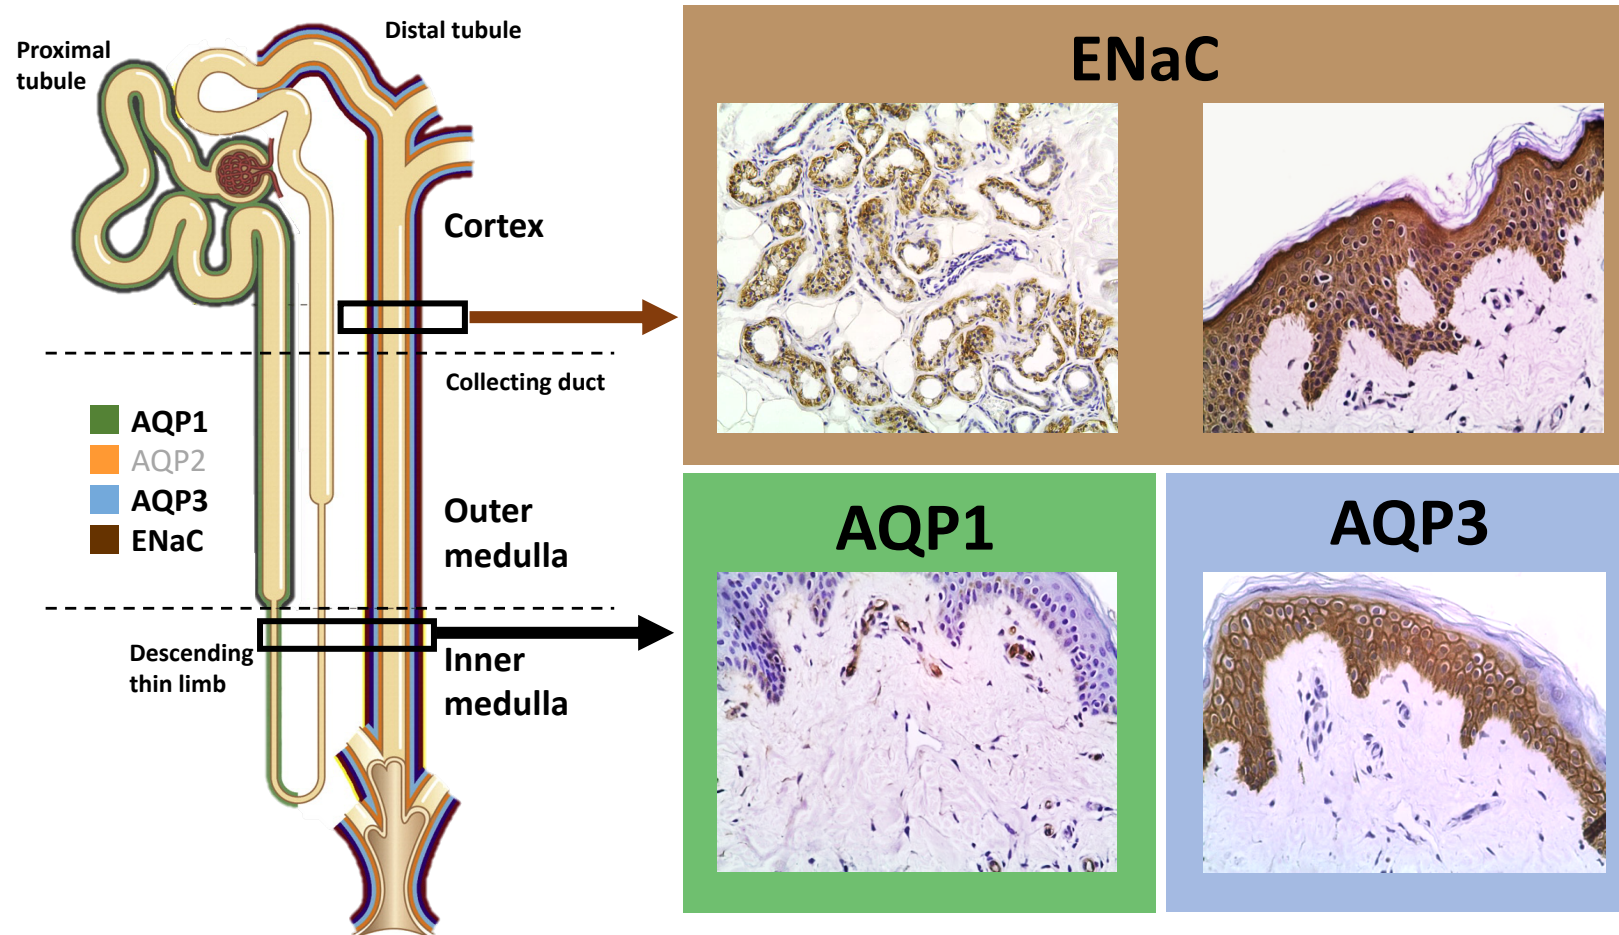 Proximal
tubule
Distal tubule
Cortex
Collecting duct
AQP1
AQP2
AQP3
ENaC
Outer
medulla
Descending
thin limb
Inner
medulla
ENaC
AQP1
AQP3